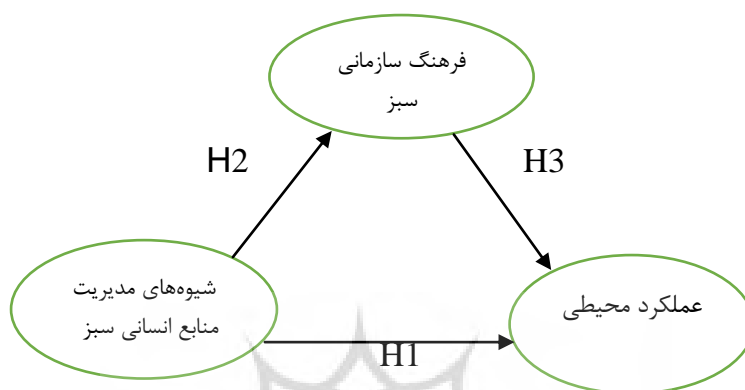 فرهنگ سازمانی
سبز
H2
H3
شیوه‌های مدیریت
منابع انسانی سبز
عملکرد محیطی
H1